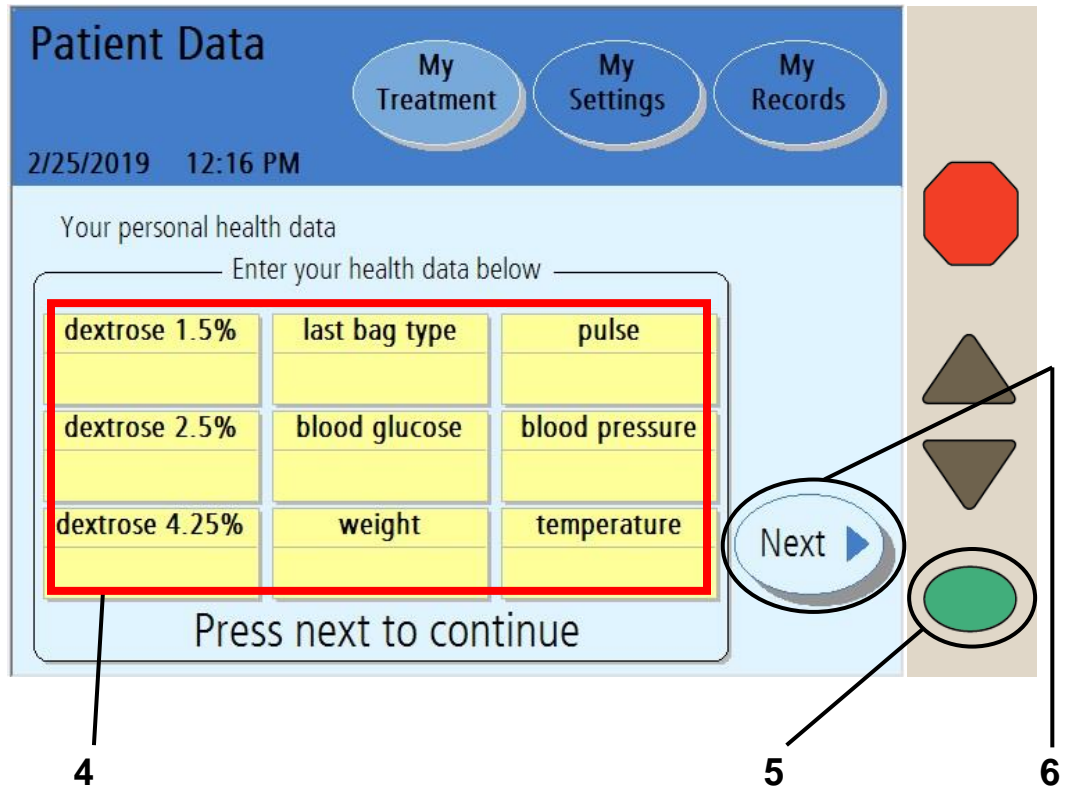 Patient Data
My
Treatment
My
Settings
My
Records
2/25/2019 12:16 PM
Your personal health data
Enter your health data below
dextrose 1.5%
last bag type
pulse
dextrose 2.5%
blood glucose
blood pressure
dextrose 4.25%
weight
temperature
Next
Press next to continue
4
5
6